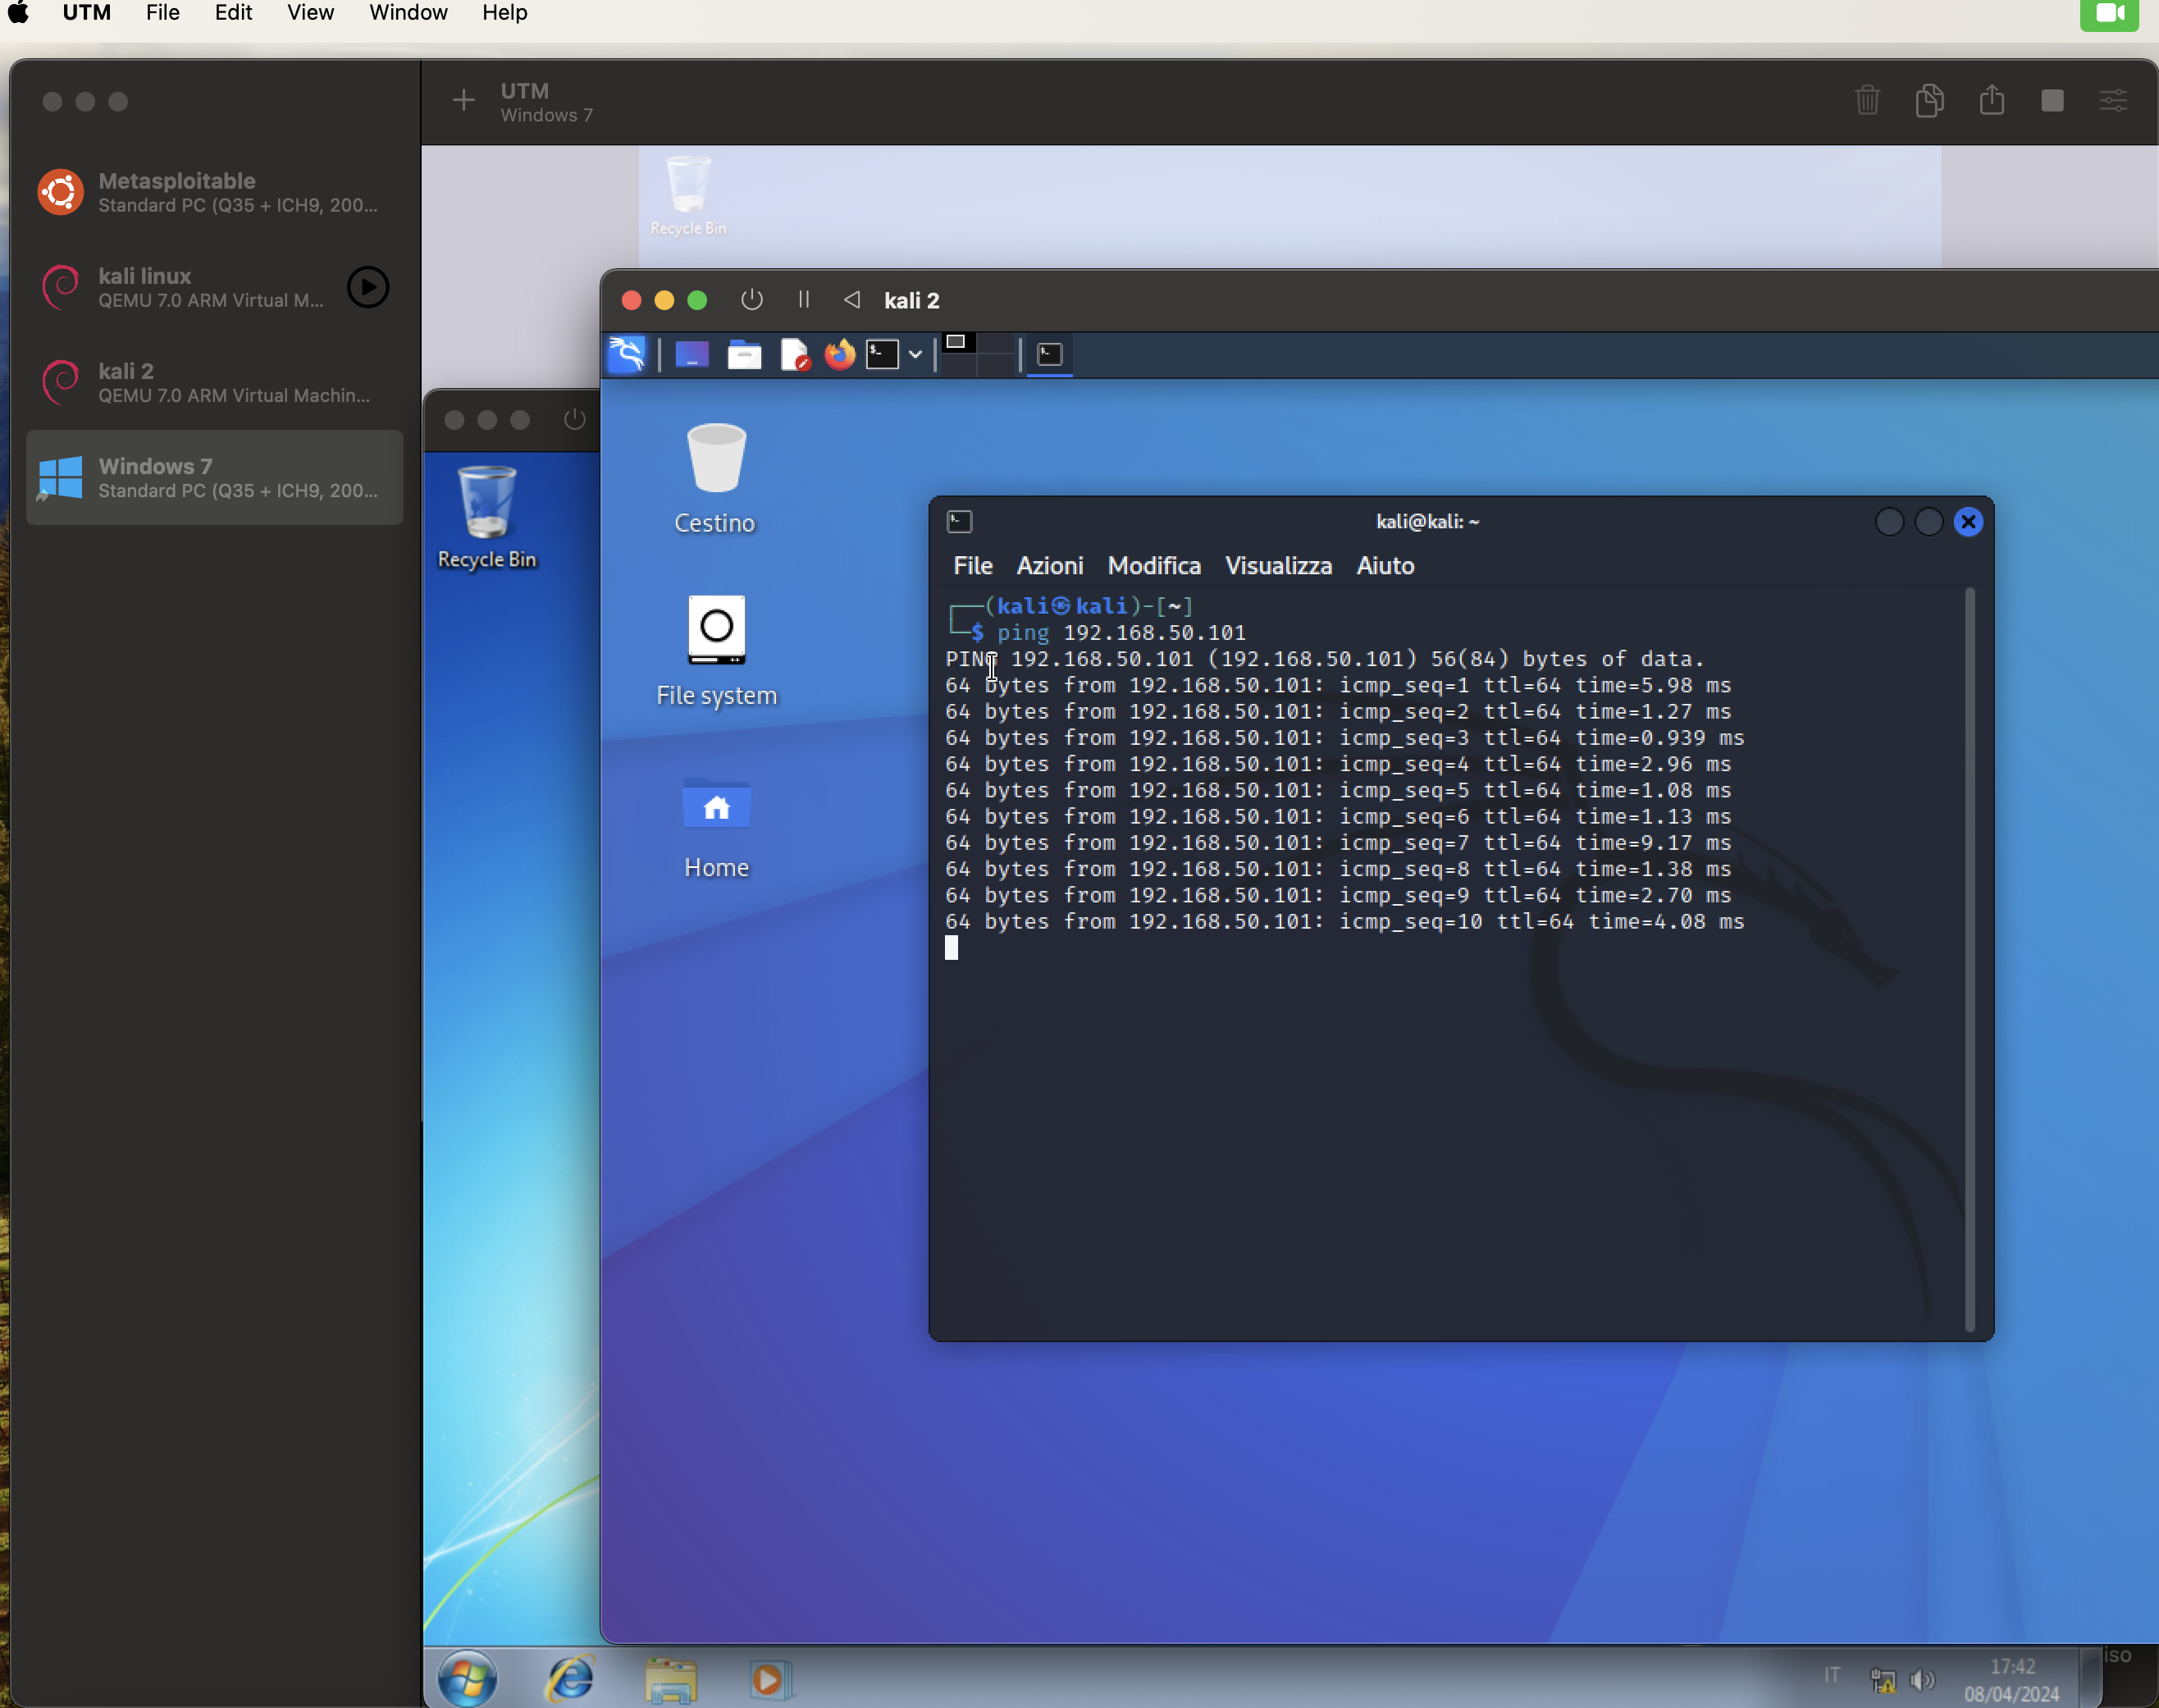 UTM File Edit View Window Help
UTM
Windows 7
Metasploitable
Standard PC (Q35 + ICH9, 200...
kali linux
QEMU 7.0 ARM Virtual M...
kali 2
QEMU 7.0 ARM Virtual Machin...
Windows 7
Standard PC (Q35 + ICH9, 200...
Recycle Bin
kali 2
Recycle Bin
Cestino
File system
Home
kali@kali: ~
File Azioni Modifica Visualizza Aiuto
┌──(kali㉿kali)-[~]
└─$ ping 192.168.50.101
PING 192.168.50.101 (192.168.50.101) 56(84) bytes of data.
64 bytes from 192.168.50.101: icmp_seq=1 ttl=64 time=5.98 ms
64 bytes from 192.168.50.101: icmp_seq=2 ttl=64 time=1.27 ms
64 bytes from 192.168.50.101: icmp_seq=3 ttl=64 time=0.939 ms
64 bytes from 192.168.50.101: icmp_seq=4 ttl=64 time=2.96 ms
64 bytes from 192.168.50.101: icmp_seq=5 ttl=64 time=1.08 ms
64 bytes from 192.168.50.101: icmp_seq=6 ttl=64 time=1.13 ms
64 bytes from 192.168.50.101: icmp_seq=7 ttl=64 time=9.17 ms
64 bytes from 192.168.50.101: icmp_seq=8 ttl=64 time=1.38 ms
64 bytes from 192.168.50.101: icmp_seq=9 ttl=64 time=2.70 ms
64 bytes from 192.168.50.101: icmp_seq=10 ttl=64 time=4.08 ms
iso
IT
17:42
08/04/2024